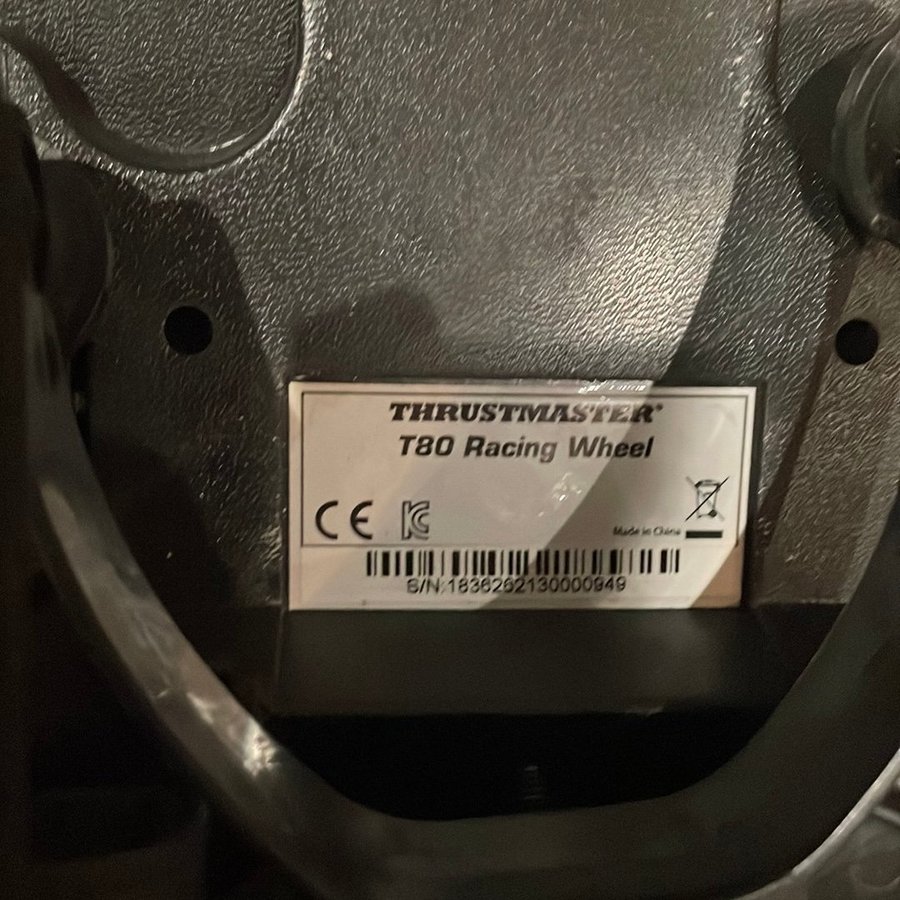 THRUSTMASTER®
T80 Racing Wheel
CE
Made in China
S/N:1836262130000949